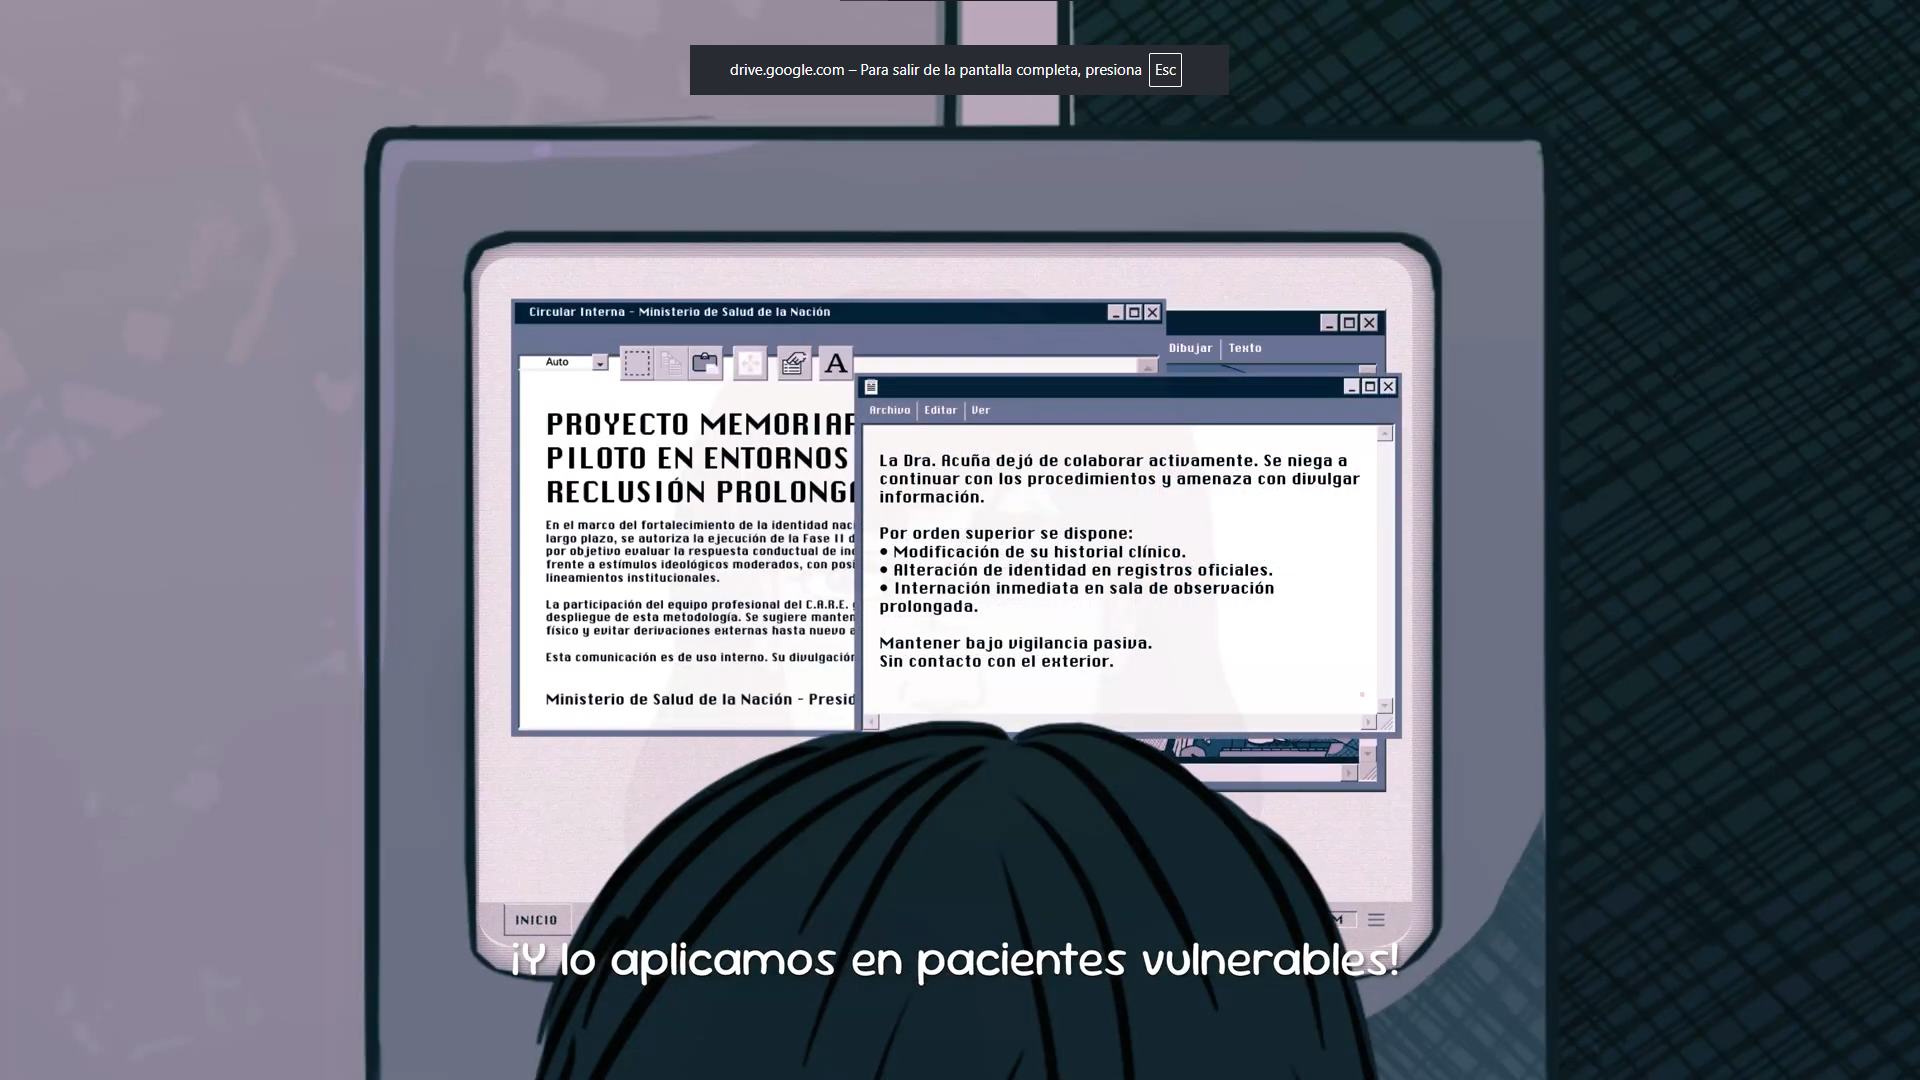 drive.google.com – Para salir de la pantalla completa, presiona Esc
Circular Interna - Ministerio de Salud de la Nación
Auto
A
PROYECTO MEMORIAR
PILOTO EN ENTORNOS
RECLUSIÓN PROLONGA
En el marco del fortalecimiento de la identidad nac
largo plazo, se autoriza la ejecución de la Fase II d
por objetivo evaluar la respuesta conductual de in
frente a estímulos ideológicos moderados, con posi
lineamientos institucionales.
La participación del equipo profesional del C.A.R.E.
despliegue de esta metodología. Se sugiere manten
físico y evitar derivaciones externas hasta nuevo a
Esta comunicación es de uso interno. Su divulgación
Ministerio de Salud de la Nación - Presid
Dibujar Texto
Archivo Editar Ver
La Dra. Acuña dejó de colaborar activamente. Se niega a
continuar con los procedimientos y amenaza con divulgar
información.
Por orden superior se dispone:
• Modificación de su historial clínico.
• Alteración de identidad en registros oficiales.
• Internación inmediata en sala de observación
prolongada.
Mantener bajo vigilancia pasiva.
Sin contacto con el exterior.
INICIO
¡Y lo aplicamos en pacientes vulnerables!